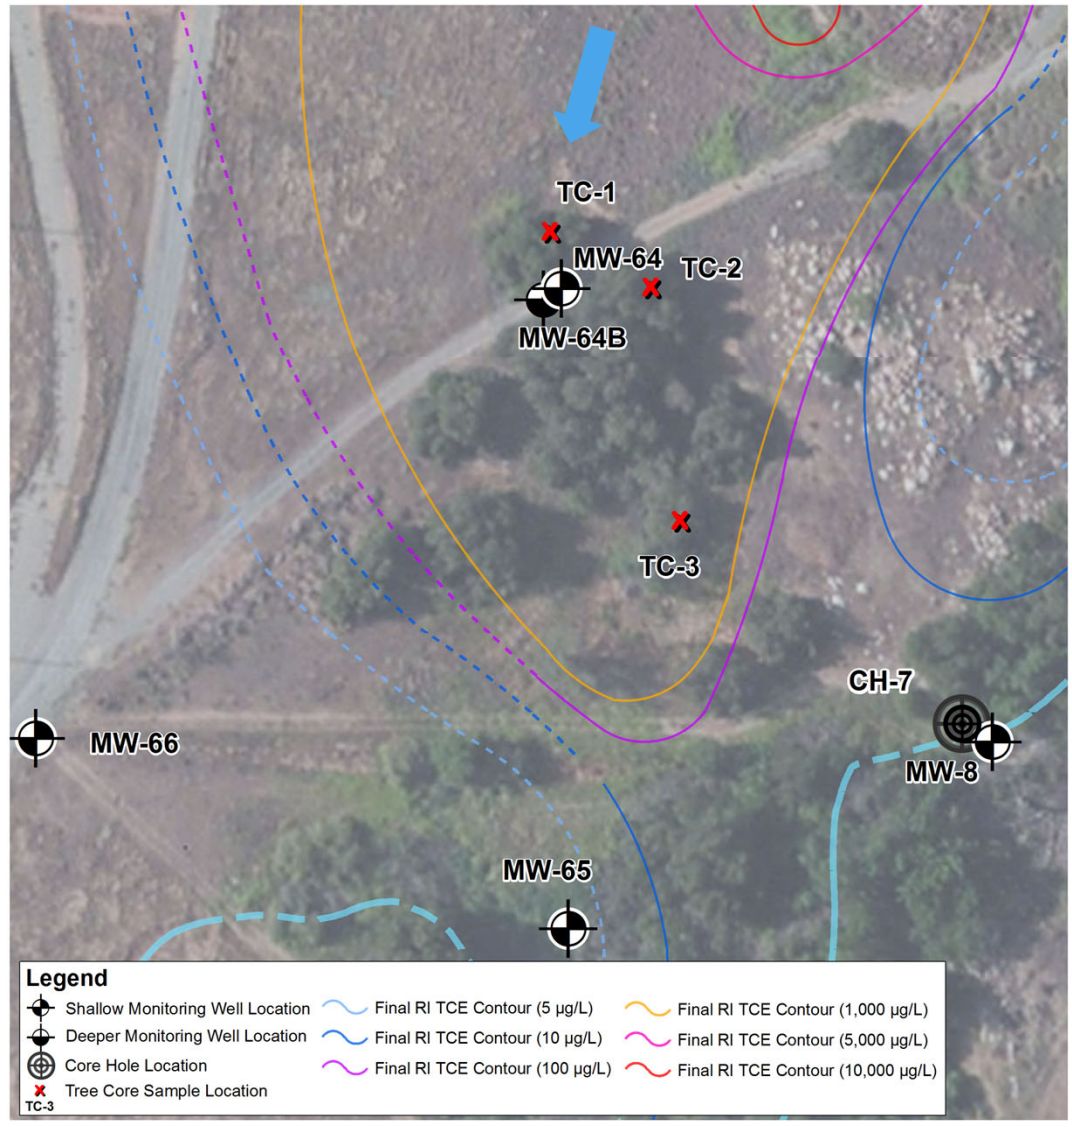 TC-1
MW-64
TC-2
MW-64B
TC-3
CH-7
MW-66
MW-8
MW-65
Legend
Shallow Monitoring Well Location
Deeper Monitoring Well Location
Core Hole Location
Tree Core Sample Location
TC-3
Final RI TCE Contour (5 µg/L)
Final RI TCE Contour (10 µg/L)
Final RI TCE Contour (100 µg/L)
Final RI TCE Contour (1,000 µg/L)
Final RI TCE Contour (5,000 µg/L)
Final RI TCE Contour (10,000 µg/L)